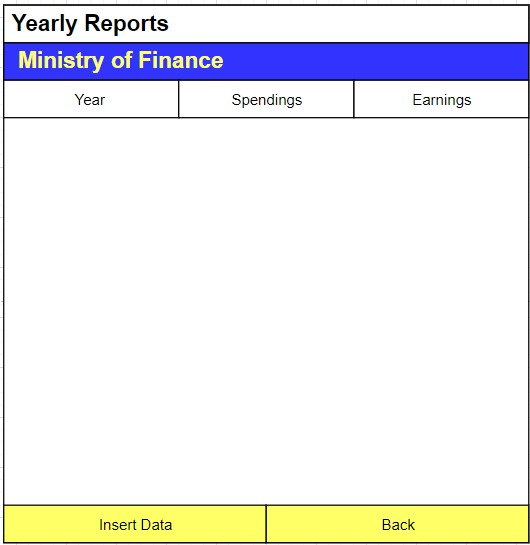 Yearly Reports
Ministry of Finance
Year Spendings Earnings
Insert Data Back